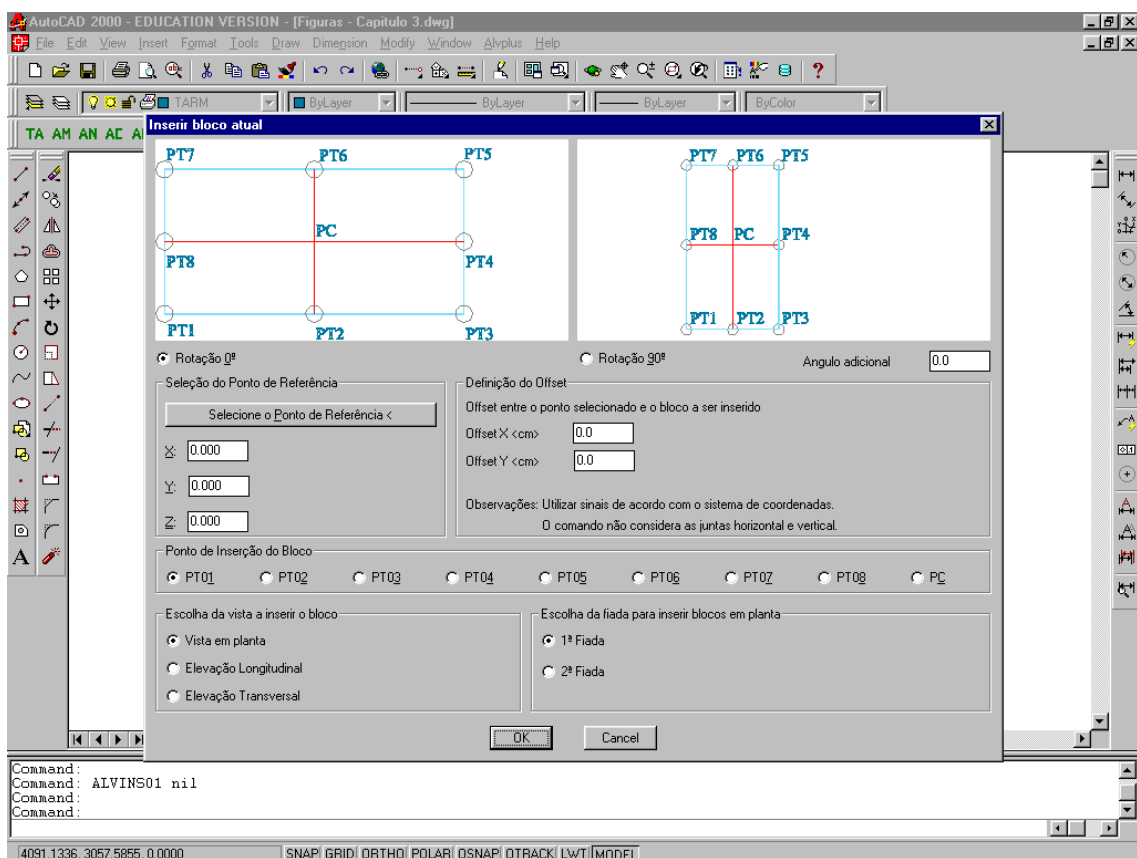 AutoCAD 2000 - EDUCATION VERSION - [Figuras - Capitulo 3.dwg]
File Edit View Insert Format Tools Draw Dimension Modify Window Alvplus Help
TARM ByLayer ByLayer ByLayer ByColor
TA AM AN AC
Inserir bloco atual
PT7 PT6 PT5
PC
PT8 PT4
PT1 PT2 PT3
PT7 PT6 PT5
PT8 PC PT4
PT1 PT2 PT3
Rotação 0º
Rotação 90º
Angulo adicional 0.0
Seleção do Ponto de Referência
Selecione o Ponto de Referência <
X: 0.000
Y: 0.000
Z: 0.000
Definição do Offset
Offset entre o ponto selecionado e o bloco a ser inserido
Offset X <cm> 0.0
Offset Y <cm> 0.0
Observações: Utilizar sinais de acordo com o sistema de coordenadas.
O comando não considera as juntas horizontal e vertical.
Ponto de Inserção do Bloco
PT01 PT02 PT03 PT04 PT05 PT06 PT07 PT08 PC
Escolha da vista a inserir o bloco
Vista em planta
Elevação Longitudinal
Elevação Transversal
Escolha da fiada para inserir blocos em planta
1ª Fiada
2ª Fiada
OK Cancel
Command:
Command: ALVINS01 nil
Command:
Command:
4091.1336, 3057.5855, 0.0000 SNAP GRID ORTHO POLAR OSNAP OTRACK LWT MODEL